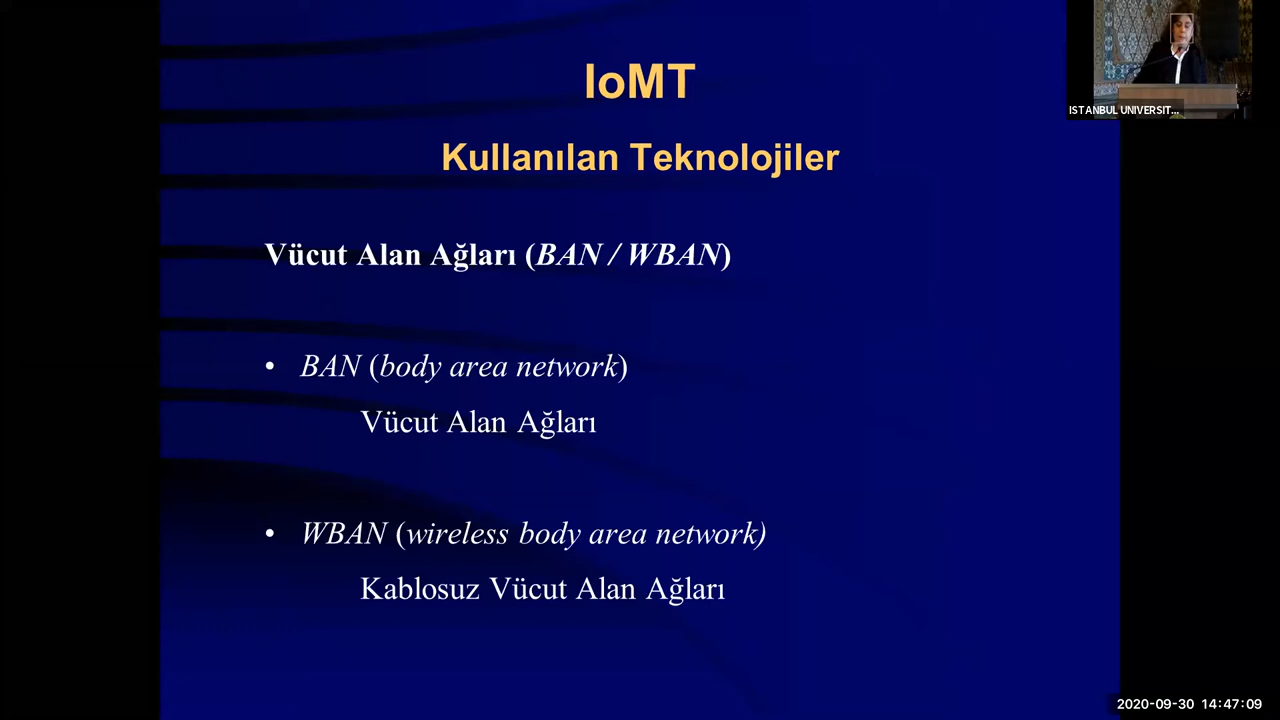 IoMT
Kullanılan Teknolojiler
Vücut Alan Ağları (BAN / WBAN)
• BAN (body area network)
Vücut Alan Ağları
• WBAN (wireless body area network)
Kablosuz Vücut Alan Ağları
ISTANBUL UNIVERSIT...
2020-09-30 14:47:09